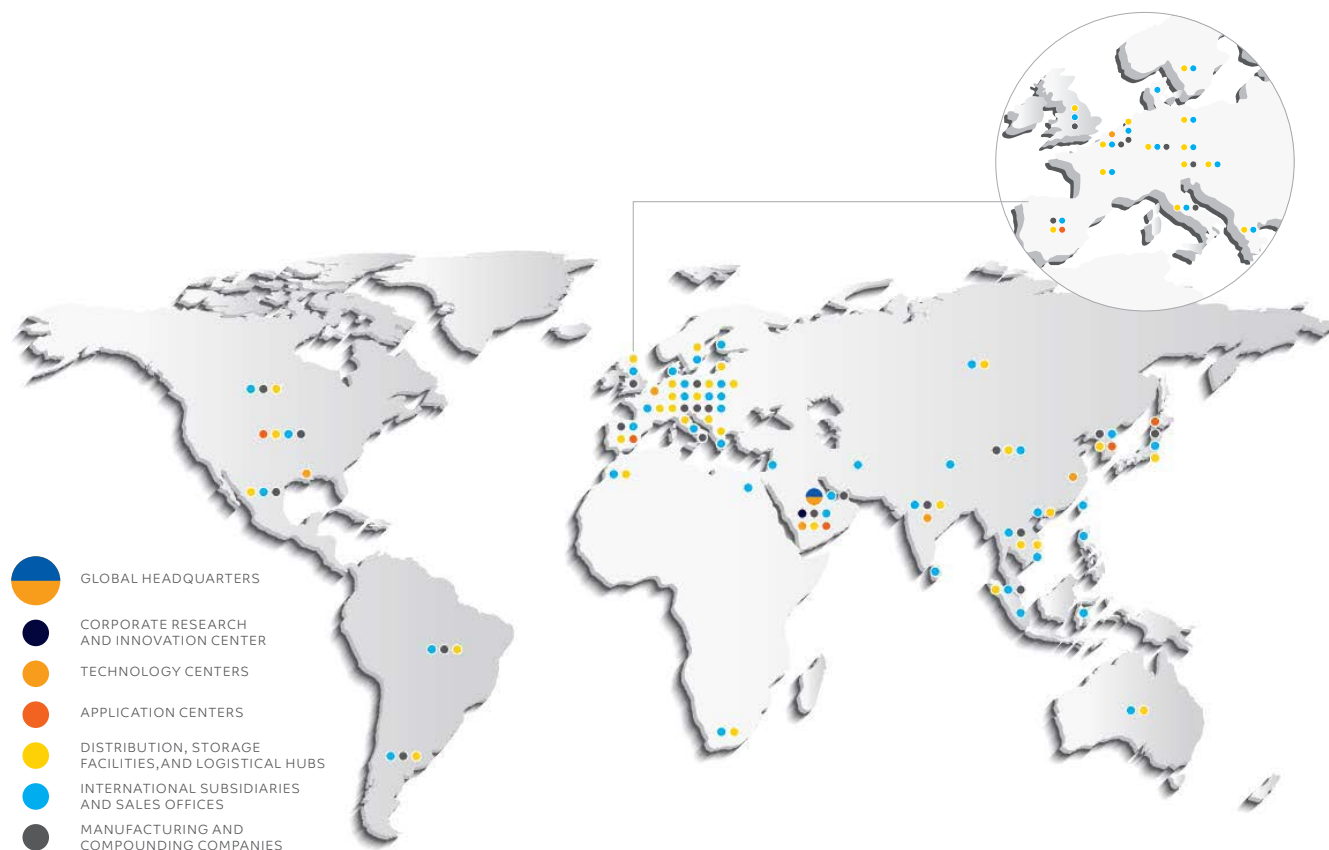 GLOBAL HEADQUARTERS
CORPORATE RESEARCH
AND INNOVATION CENTER
TECHNOLOGY CENTERS
APPLICATION CENTERS
DISTRIBUTION, STORAGE
FACILITIES, AND LOGISTICAL HUBS
INTERNATIONAL SUBSIDIARIES
AND SALES OFFICES
MANUFACTURING AND
COMPOUNDING COMPANIES